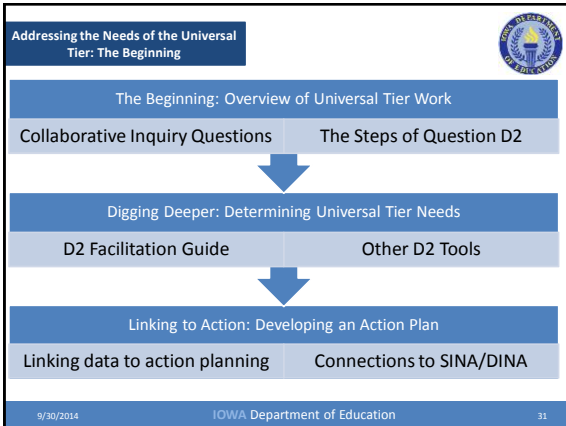 Addressing the Needs of the Universal
Tier: The Beginning
IOWA DEPARTMENT
OF EDUCATION
The Beginning: Overview of Universal Tier Work
Collaborative Inquiry Questions
The Steps of Question D2
Digging Deeper: Determining Universal Tier Needs
D2 Facilitation Guide
Other D2 Tools
Linking to Action: Developing an Action Plan
Linking data to action planning
Connections to SINA/DINA
9/30/2014
IOWA Department of Education
31